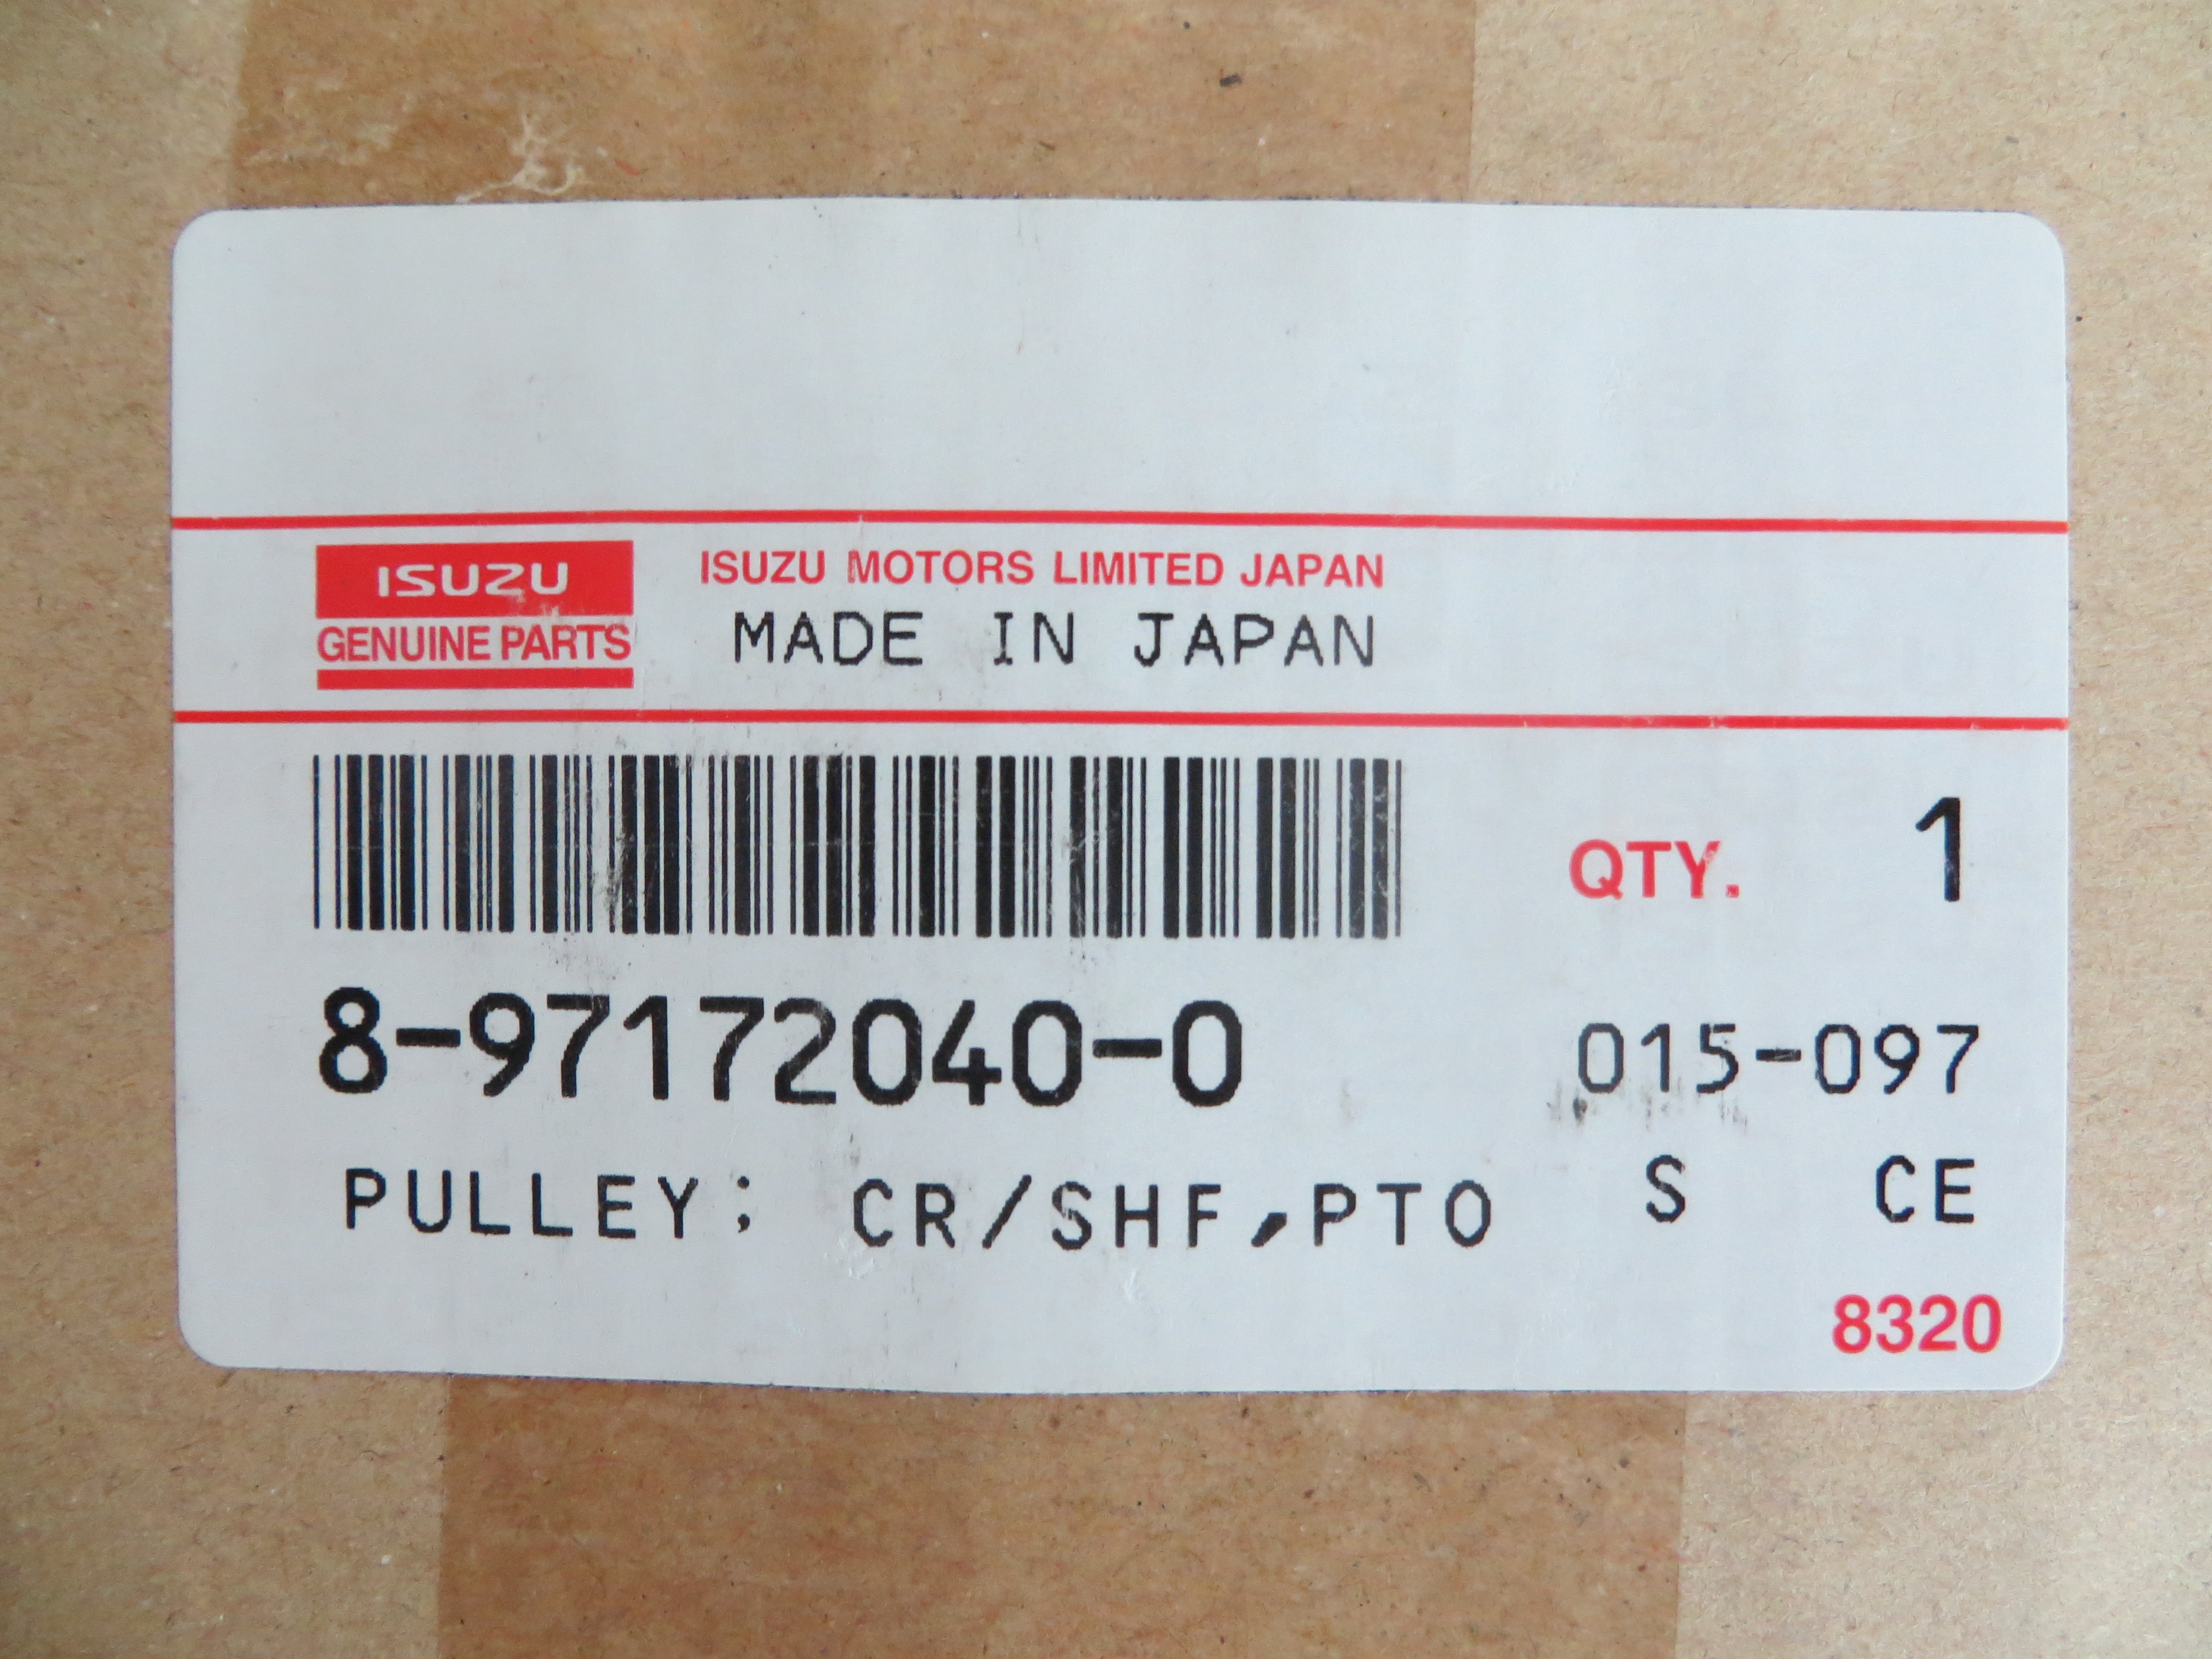 ISUZU
GENUINE PARTS
ISUZU MOTORS LIMITED JAPAN
MADE IN JAPAN
QTY. 1
8-97172040-0
015-097
PULLEY; CR/SHF,PTO
S CE
8320